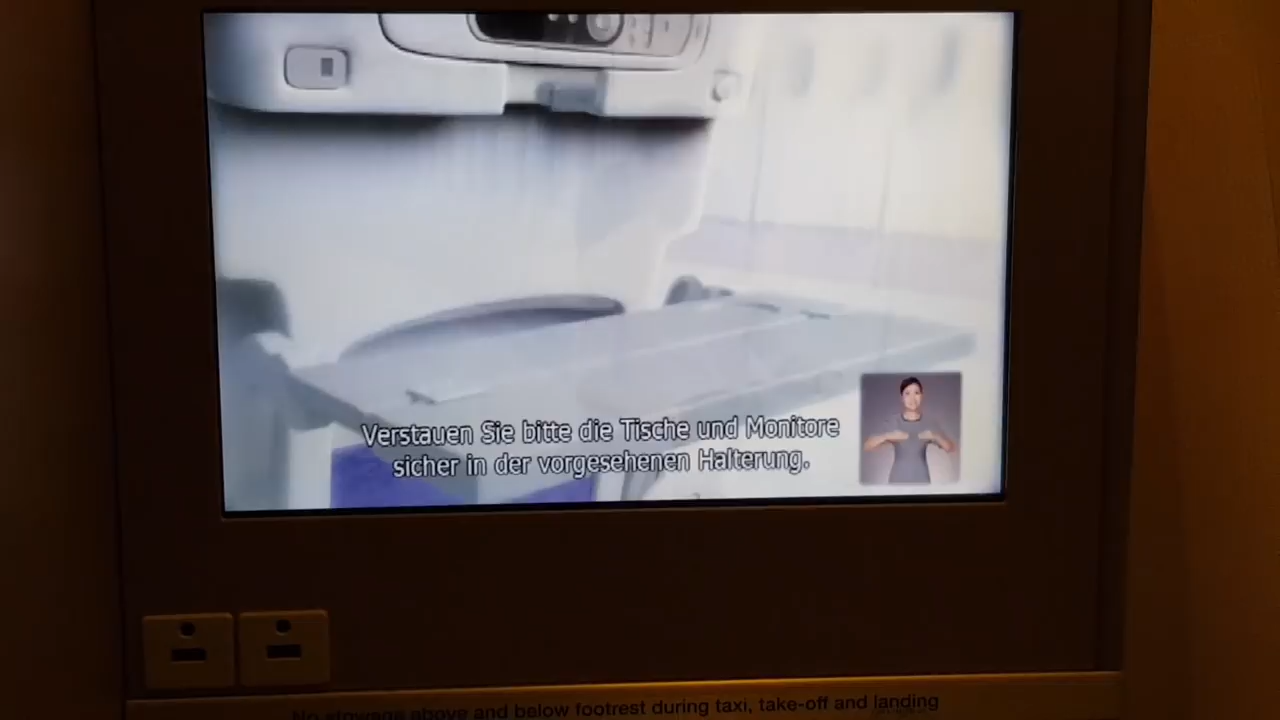 Verstauen Sie bitte die Tische und Monitore
sicher in der vorgesehenen Halterung.
No stowage above and below footrest during taxi, take-off and landing